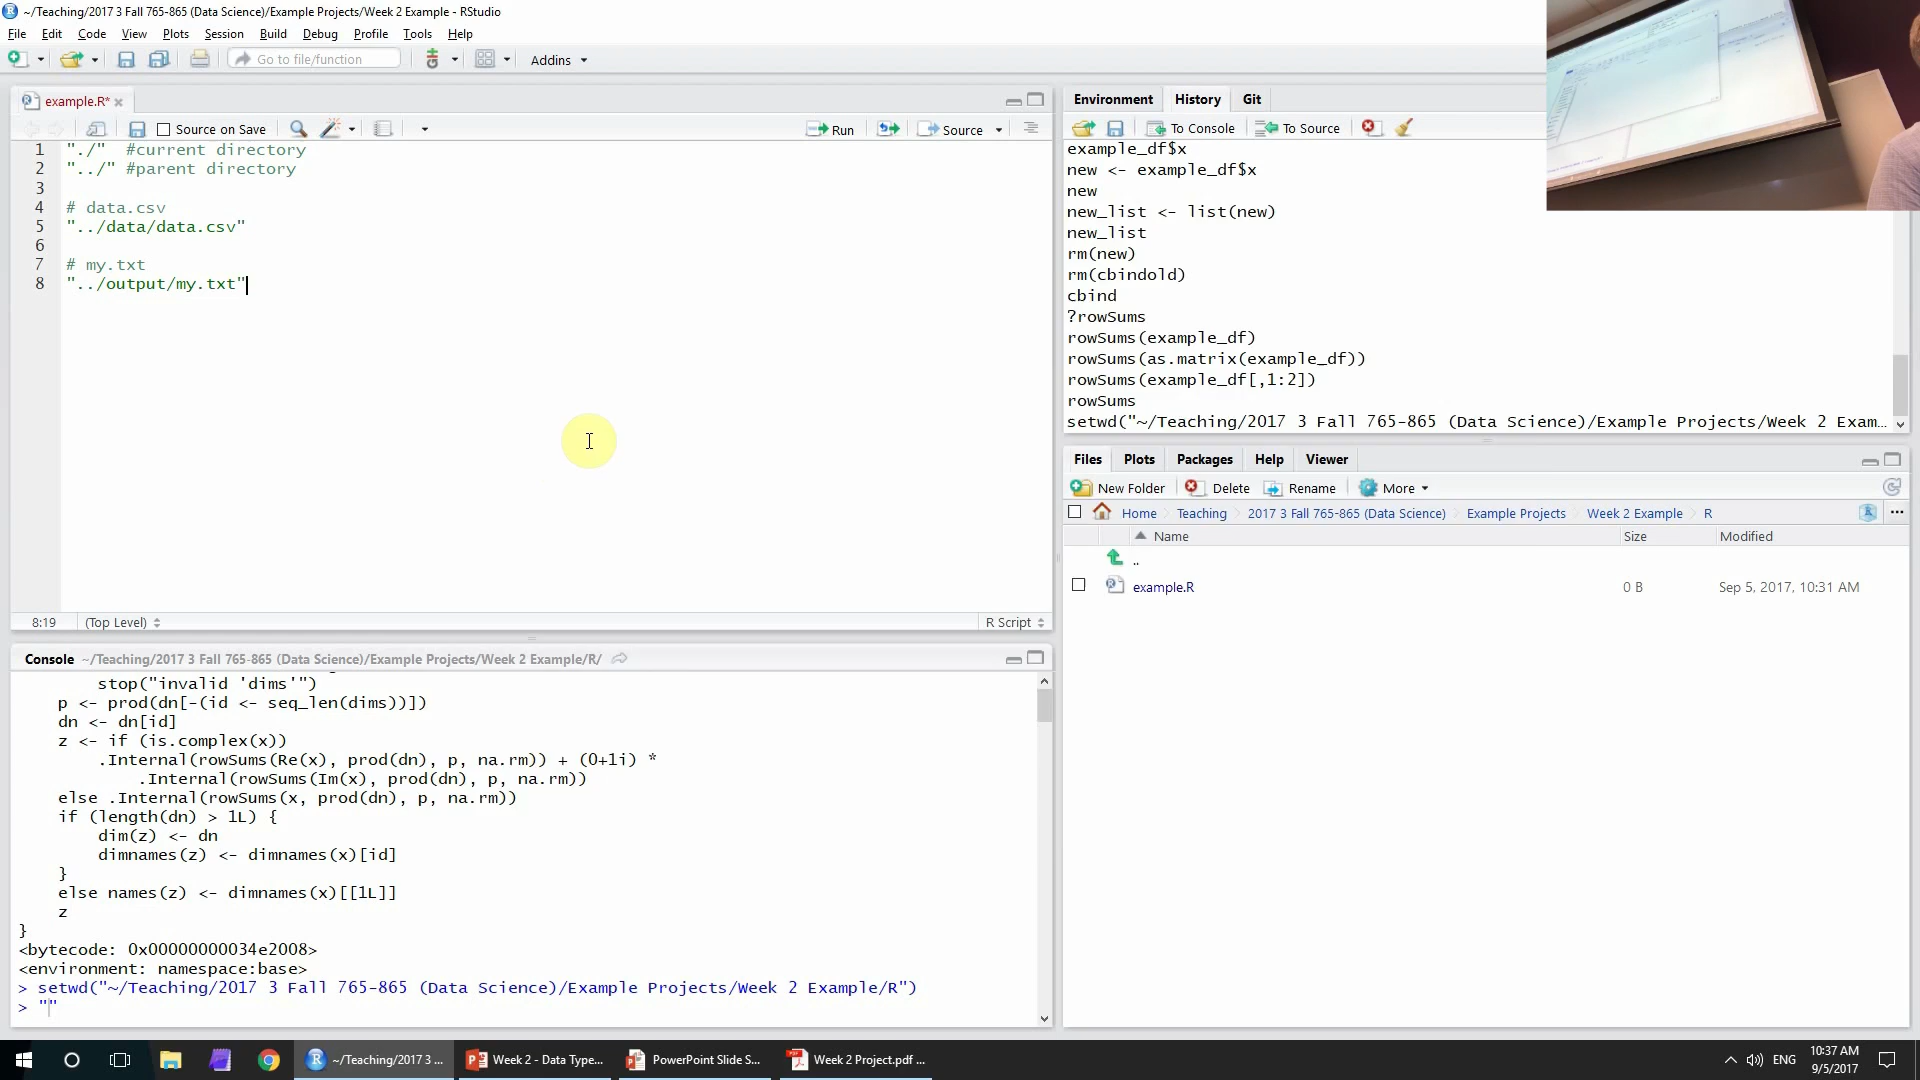 ~/Teaching/2017 3 Fall 765-865 (Data Science)/Example Projects/Week 2 Example - RStudio
File Edit Code View Plots Session Build Debug Profile Tools Help
Go to file/function Addins
example.R*
Source on Save Run Source
1 "./" #current directory
2 "../" #parent directory
3
4 # data.csv
5 "../data/data.csv"
6
7 # my.txt
8 "../output/my.txt"
8:19 (Top Level) R Script
Console ~/Teaching/2017 3 Fall 765-865 (Data Science)/Example Projects/Week 2 Example/R/
stop("invalid 'dims'")
p <- prod(dn[-(id <- seq_len(dims))])
dn <- dn[id]
z <- if (is.complex(x))
.Internal(rowSums(Re(x), prod(dn), p, na.rm)) + (0+1i) *
.Internal(rowSums(Im(x), prod(dn), p, na.rm))
else .Internal(rowSums(x, prod(dn), p, na.rm))
if (length(dn) > 1L) {
dim(z) <- dn
dimnames(z) <- dimnames(x)[id]
}
else names(z) <- dimnames(x)[[1L]]
z
}
<bytecode: 0x00000000034e2008>
<environment: namespace:base>
> setwd("~/Teaching/2017 3 Fall 765-865 (Data Science)/Example Projects/Week 2 Example/R")
> ""
Environment History Git
To Console To Source
example_df$x
new <- example_df$x
new
new_list <- list(new)
new_list
rm(new)
rm(cbindold)
cbind
?rowSums
rowSums(example_df)
rowSums(as.matrix(example_df))
rowSums(example_df[,1:2])
rowSums
setwd("~/Teaching/2017 3 Fall 765-865 (Data Science)/Example Projects/Week 2 Exam...
Files Plots Packages Help Viewer
New Folder Delete Rename More
Home Teaching 2017 3 Fall 765-865 (Data Science) Example Projects Week 2 Example R
Name Size Modified
..
example.R 0 B Sep 5, 2017, 10:31 AM
~/Teaching/2017 3 ... Week 2 - Data Type... PowerPoint Slide S... Week 2 Project.pdf ... ENG 10:37 AM
9/5/2017